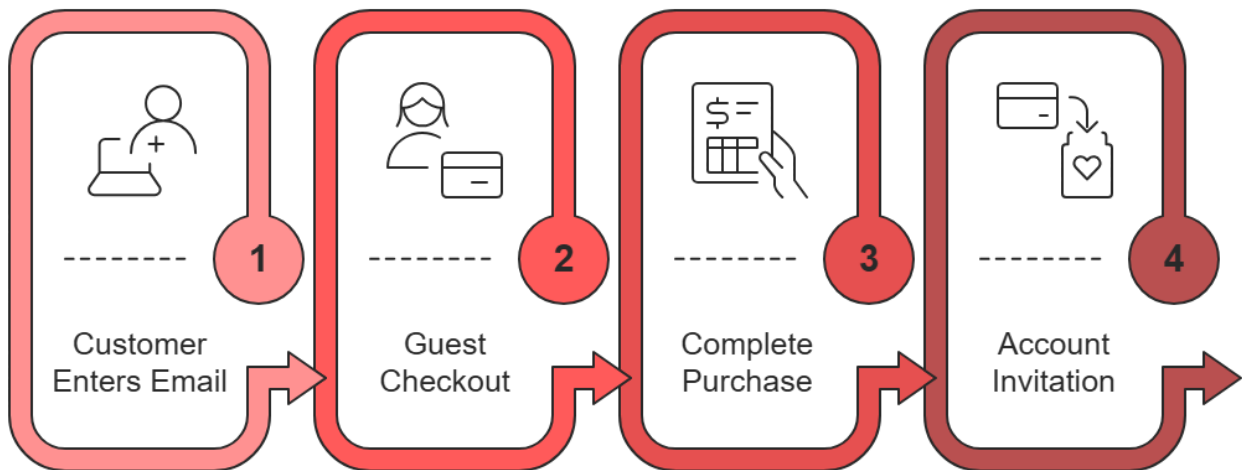 $
1
2
3
4
Customer
Enters Email
Guest
Checkout
Complete
Purchase
Account
Invitation